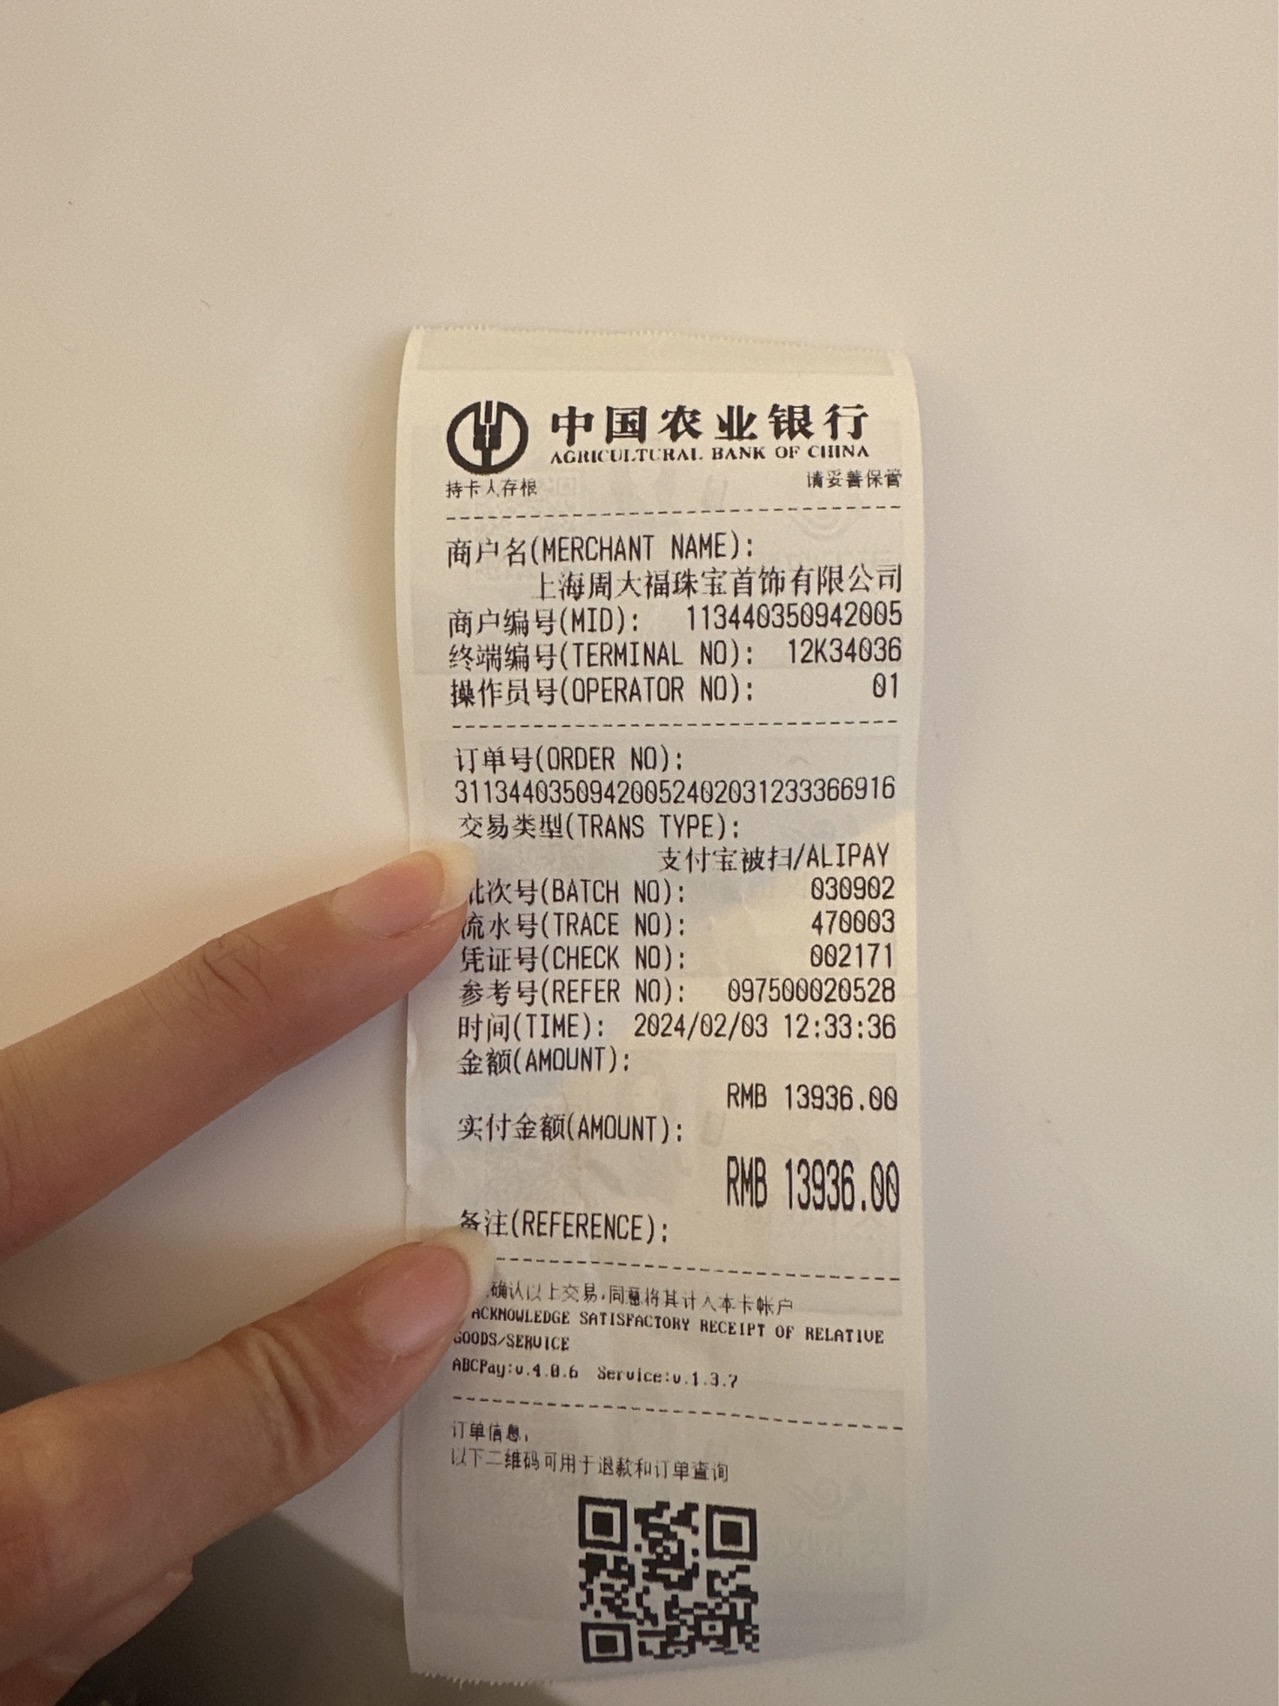 中国农业银行
AGRICULTURAL BANK OF CHINA
持卡人存根 请妥善保管
商户名(MERCHANT NAME):
上海周大福珠宝首饰有限公司
商户编号(MID): 113440350942005
终端编号(TERMINAL NO): 12K34036
操作员号(OPERATOR NO): 01
订单号(ORDER NO):
31134403509420052402031233366916
交易类型(TRANS TYPE):
支付宝被扫/ALIPAY
批次号(BATCH NO): 030902
流水号(TRACE NO): 470003
凭证号(CHECK NO): 002171
参考号(REFER NO): 097500020528
时间(TIME): 2024/02/03 12:33:36
金额(AMOUNT):
RMB 13936.00
实付金额(AMOUNT):
RMB 13936.00
备注(REFERENCE):
确认以上交易,同意将其计入本卡帐户
ACKNOWLEDGE SATISFACTORY RECEIPT OF RELATIVE
GOODS/SERVICE
ABCPay:v.4.0.6 Service:v.1.3.7
订单信息,
以下二维码可用于退款和订单查询